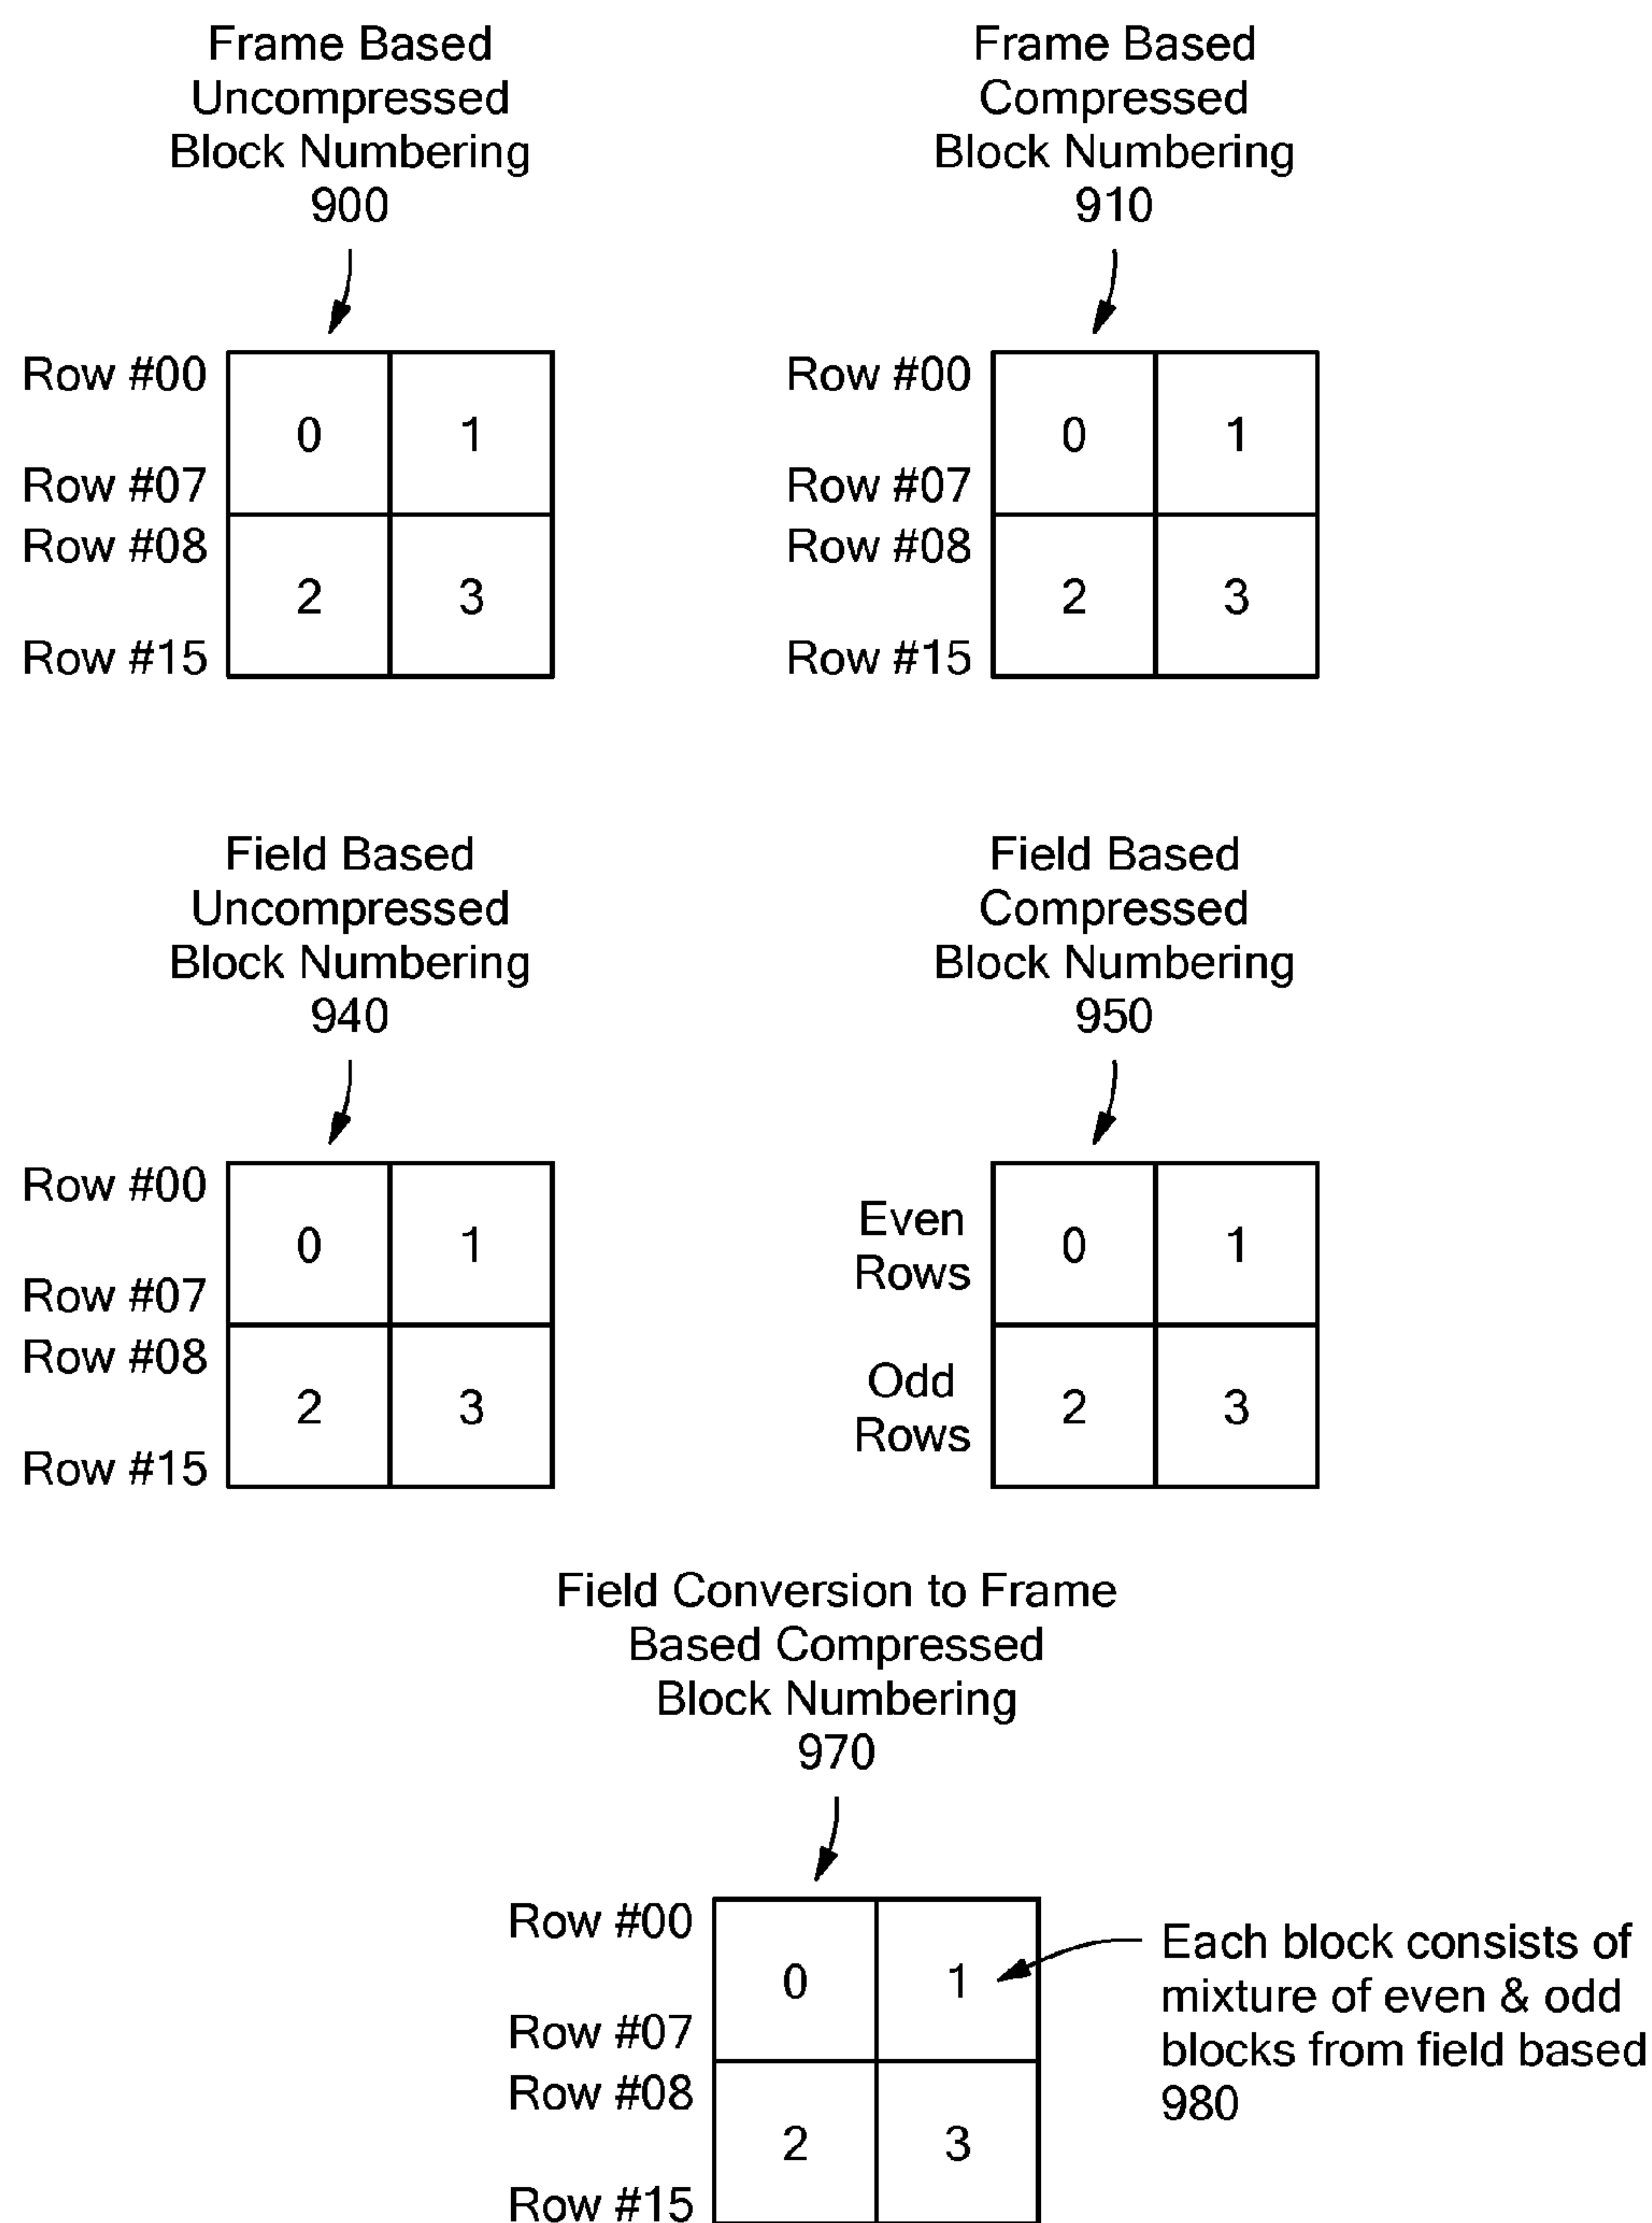 Frame Based
Uncompressed
Block Numbering
900
Row #00
0 1
Row #07
Row #08
2 3
Row #15
Frame Based
Compressed
Block Numbering
910
Row #00
0 1
Row #07
Row #08
2 3
Row #15
Field Based
Uncompressed
Block Numbering
940
Row #00
0 1
Row #07
Row #08
2 3
Row #15
Field Based
Compressed
Block Numbering
950
Even
Rows
0 1
Odd
Rows
2 3
Field Conversion to Frame
Based Compressed
Block Numbering
970
Row #00
0 1
Row #07
Row #08
2 3
Row #15
Each block consists of
mixture of even & odd
blocks from field based
980